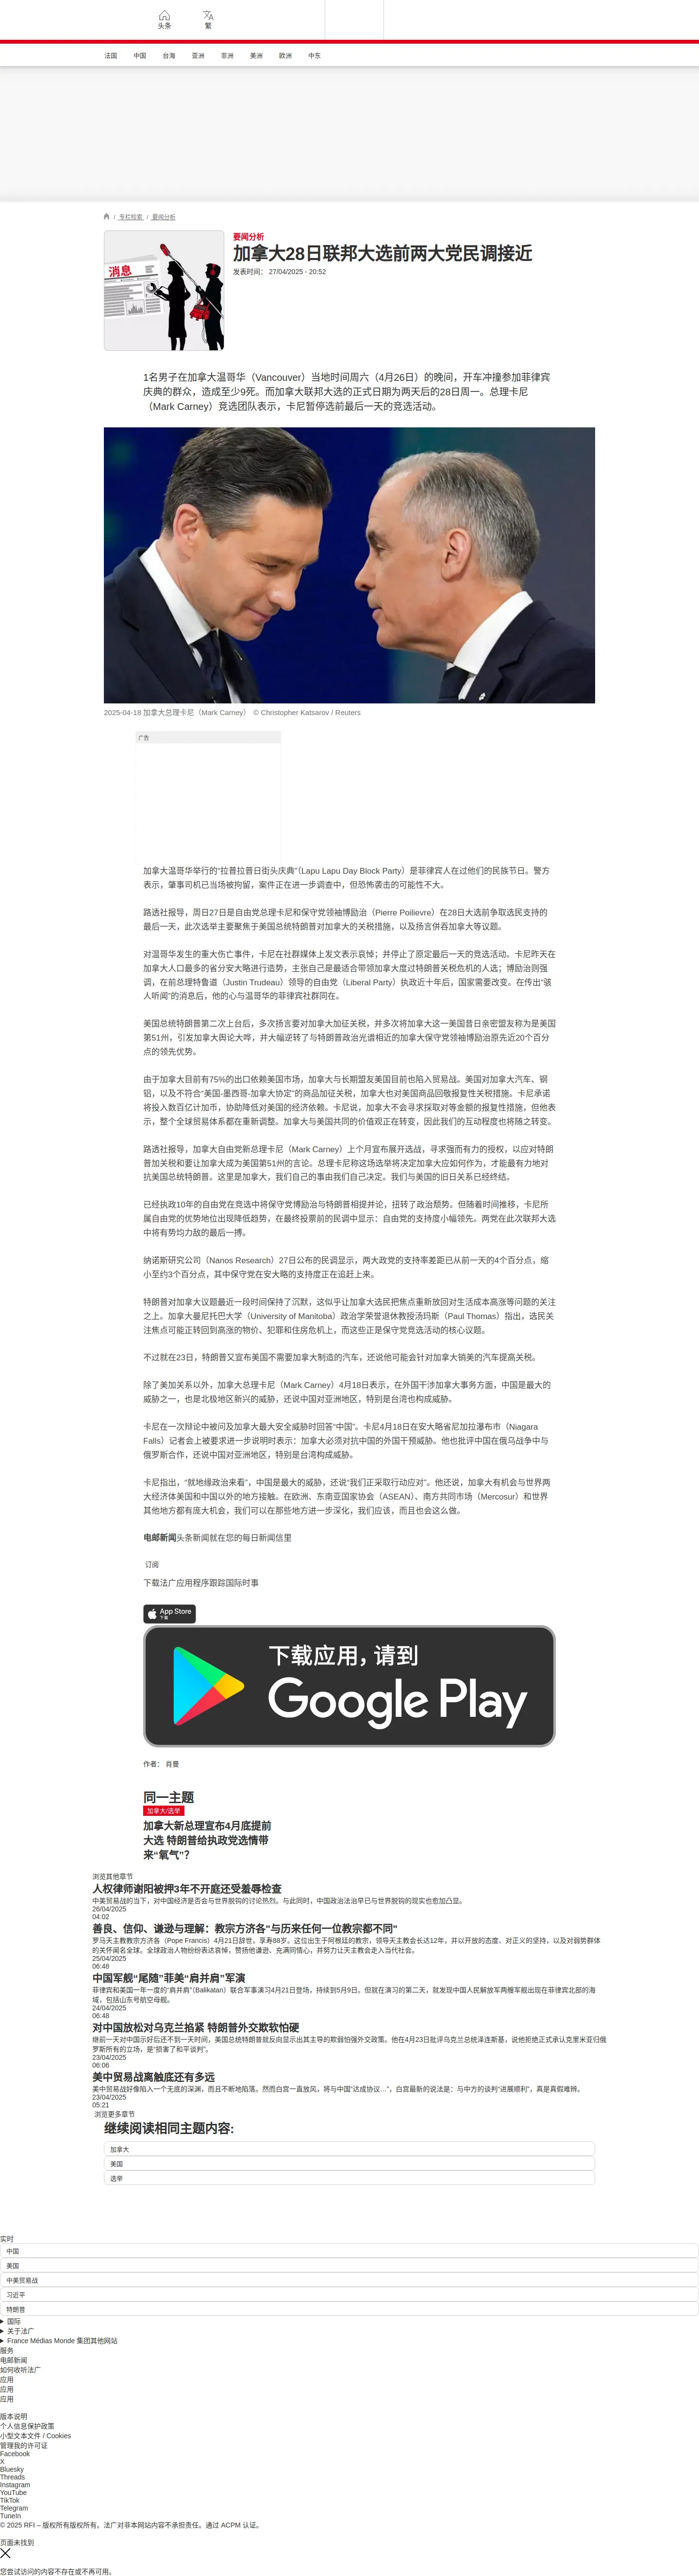 头条
繁
法国 中国 台海 亚洲 非洲 美洲 欧洲 中东
/ 专栏检索 / 要闻分析
消息
要闻分析
加拿大28日联邦大选前两大党民调接近
发表时间： 27/04/2025 - 20:52
1名男子在加拿大温哥华（Vancouver）当地时间周六（4月26日）的晚间，开车冲撞参加菲律宾
庆典的群众，造成至少9死。而加拿大联邦大选的正式日期为两天后的28日周一。总理卡尼
（Mark Carney）竞选团队表示，卡尼暂停选前最后一天的竞选活动。
2025-04-18 加拿大总理卡尼（Mark Carney） © Christopher Katsarov / Reuters
广告
加拿大温哥华举行的“拉普拉普日街头庆典”（Lapu Lapu Day Block Party）是菲律宾人在过他们的民族节日。警方
表示，肇事司机已当场被拘留，案件正在进一步调查中，但恐怖袭击的可能性不大。
路透社报导，周日27日是自由党总理卡尼和保守党领袖博励治（Pierre Poilievre）在28日大选前争取选民支持的
最后一天，此次选举主要聚焦于美国总统特朗普对加拿大的关税措施，以及扬言併吞加拿大等议题。
对温哥华发生的重大伤亡事件，卡尼在社群媒体上发文表示哀悼；并停止了原定最后一天的竞选活动。卡尼昨天在
加拿大人口最多的省分安大略进行造势，主张自己是最适合带领加拿大度过特朗普关税危机的人选；博励治则强
调，在前总理特鲁道（Justin Trudeau）领导的自由党（Liberal Party）执政近十年后，国家需要改变。在传出“骇
人听闻”的消息后，他的心与温哥华的菲律宾社群同在。
美国总统特朗普第二次上台后，多次扬言要对加拿大加征关税，并多次将加拿大这一美国昔日亲密盟友称为是美国
第51州，引发加拿大舆论大哗，并大幅逆转了与特朗普政治光谱相近的加拿大保守党领袖博励治原先近20个百分
点的领先优势。
由于加拿大目前有75%的出口依赖美国市场，加拿大与长期盟友美国目前也陷入贸易战。美国对加拿大汽车、钢
铝，以及不符合“美国-墨西哥-加拿大协定”的商品加征关税，加拿大也对美国商品回敬报复性关税措施。卡尼承诺
将投入数百亿计加币，协助降低对美国的经济依赖。卡尼说，加拿大不会寻求採取对等金额的报复性措施，但他表
示，整个全球贸易体系都在重新调整。加拿大与美国共同的价值观正在转变，因此我们的互动程度也将随之转变。
路透社报导，加拿大自由党新总理卡尼（Mark Carney）上个月宣布展开选战，寻求强而有力的授权，以应对特朗
普加关税和要让加拿大成为美国第51州的言论。总理卡尼称这场选举将决定加拿大应如何作为，才能最有力地对
抗美国总统特朗普。这里是加拿大，我们自己的事由我们自己决定。我们与美国的旧日关系已经终结。
已经执政10年的自由党在竞选中将保守党博励治与特朗普相提并论，扭转了政治颓势。但随着时间推移，卡尼所
属自由党的优势地位出现降低趋势，在最终投票前的民调中显示：自由党的支持度小幅领先。两党在此次联邦大选
中将有势均力敌的最后一搏。
纳诺斯研究公司（Nanos Research）27日公布的民调显示，两大政党的支持率差距已从前一天的4个百分点，缩
小至约3个百分点，其中保守党在安大略的支持度正在追赶上来。
特朗普对加拿大议题最近一段时间保持了沉默，这似乎让加拿大选民把焦点重新放回对生活成本高涨等问题的关注
之上。加拿大曼尼托巴大学（University of Manitoba）政治学荣誉退休教授汤玛斯（Paul Thomas）指出，选民关
注焦点可能正转回到高涨的物价、犯罪和住房危机上，而这些正是保守党竞选活动的核心议题。
不过就在23日，特朗普又宣布美国不需要加拿大制造的汽车，还说他可能会针对加拿大销美的汽车提高关税。
除了美加关系以外，加拿大总理卡尼（Mark Carney）4月18日表示，在外国干涉加拿大事务方面，中国是最大的
威胁之一，也是北极地区新兴的威胁，还说中国对亚洲地区，特别是台湾也构成威胁。
卡尼在一次辩论中被问及加拿大最大安全威胁时回答“中国”。卡尼4月18日在安大略省尼加拉瀑布市（Niagara
Falls）记者会上被要求进一步说明时表示：加拿大必须对抗中国的外国干预威胁。他也批评中国在俄乌战争中与
俄罗斯合作，还说中国对亚洲地区，特别是台湾构成威胁。
卡尼指出，“就地缘政治来看”，中国是最大的威胁，还说“我们正采取行动应对”。他还说，加拿大有机会与世界两
大经济体美国和中国以外的地方接触。在欧洲、东南亚国家协会（ASEAN）、南方共同市场（Mercosur）和世界
其他地方都有庞大机会，我们可以在那些地方进一步深化，我们应该，而且也会这么做。
电邮新闻头条新闻就在您的每日新闻信里
订阅
下载法广应用程序跟踪国际时事
App Store
下载
下载应用，请到
Google Play
作者： 肖曼
同一主题
加拿大/选举
加拿大新总理宣布4月底提前
大选 特朗普给执政党选情带
来“氧气”？
浏览其他章节
人权律师谢阳被押3年不开庭还受羞辱检查
中美贸易战的当下，对中国经济是否会与世界脱钩的讨论热烈。与此同时，中国政治法治早已与世界脱钩的现实也愈加凸显。
26/04/2025
04:02
善良、信仰、谦逊与理解：教宗方济各"与历来任何一位教宗都不同"
罗马天主教教宗方济各（Pope Francis）4月21日辞世，享寿88岁。这位出生于阿根廷的教宗，领导天主教会长达12年，并以开放的态度、对正义的坚持，以及对弱势群体
的关怀闻名全球。全球政治人物纷纷表达哀悼，赞扬他谦逊、充满同情心，并努力让天主教会走入当代社会。
25/04/2025
06:48
中国军舰“尾随”菲美“肩并肩”军演
菲律宾和美国一年一度的“肩并肩”（Balikatan）联合军事演习4月21日登场，持续到5月9日。但就在演习的第二天，就发现中国人民解放军两艘军舰出现在菲律宾北部的海
域，包括山东号航空母舰。
24/04/2025
06:48
对中国放松对乌克兰掐紧 特朗普外交欺软怕硬
继前一天对中国示好后还不到一天时间，美国总统特朗普就反向显示出其主导的欺弱怕强外交政策。他在4月23日批评乌克兰总统泽连斯基，说他拒绝正式承认克里米亚归俄
罗斯所有的立场，是“损害了和平谈判”。
23/04/2025
06:06
美中贸易战离触底还有多远
美中贸易战好像陷入一个无底的深渊，而且不断地陷落。然而白宫一直放风，将与中国“达成协议…”，白宫最新的说法是：与中方的谈判“进展顺利”，真是真假难辨。
23/04/2025
05:21
浏览更多章节
继续阅读相同主题内容:
加拿大
美国
选举
实时
中国
美国
中美贸易战
习近平
特朗普
国际
关于法广
France Médias Monde 集团其他网站
服务
电邮新闻
如何收听法广
应用
应用
应用
版本说明
个人信息保护政策
小型文本文件 / Cookies
管理我的许可证
Facebook
X
Bluesky
Threads
Instagram
YouTube
TikTok
Telegram
TuneIn
© 2025 RFI – 版权所有版权所有。法广对非本网站内容不承担责任。通过 ACPM 认证。
页面未找到
您尝试访问的内容不存在或不再可用。